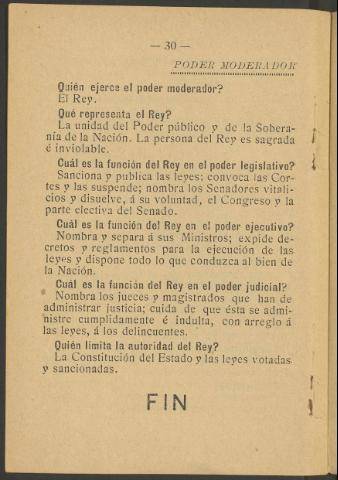 — 30 —
PODER MODERADOR
Quién ejerce el poder moderador?
El Rey.
Qué representa el Rey?
La unidad del Poder público y de la Sobera-
nía de la Nación. La persona del Rey es sagrada
é inviolable.
Cuál es la función del Rey en el poder legislativo?
Sanciona y publica las leyes; convoca las Cor-
tes y las suspende; nombra los Senadores vitali-
cios y disuelve, á su voluntad, el Congreso y la
parte electiva del Senado.
Cuál es la función del Rey en el poder ejecutivo?
Nombra y separa á sus Ministros; expide de-
cretos y reglamentos para la ejecución de las
leyes y dispone todo lo que conduzca al bien de
la Nación.
Cuál es la función del Rey en el poder judicial?
Nombra los jueces y magistrados que han de
administrar justicia; cuida de que ésta se admi-
nistre cumplidamente é indulta, con arreglo á
las leyes, á los delincuentes.
Quién limita la autoridad del Rey?
La Constitución del Estado y las leyes votadas
y sancionadas.
FIN